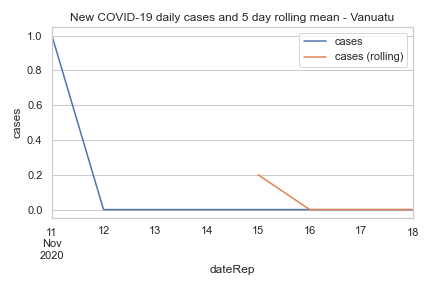 New COVID-19 daily cases and 5 day rolling mean - Vanuatu
cases
cases (rolling)
1.0
0.8
0.6
0.4
0.2
0.0
cases
11 12 13 14 15 16 17 18
Nov
2020
dateRep